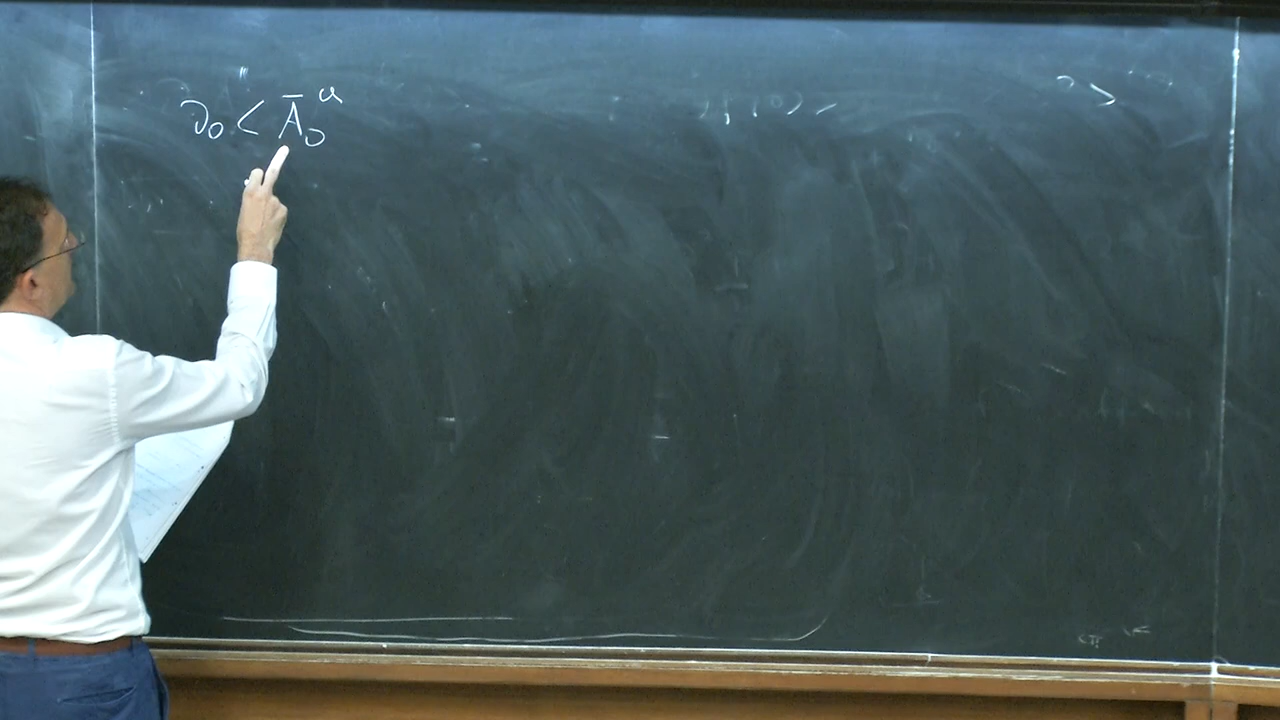 ∂₀ < Ā₀ᵃ